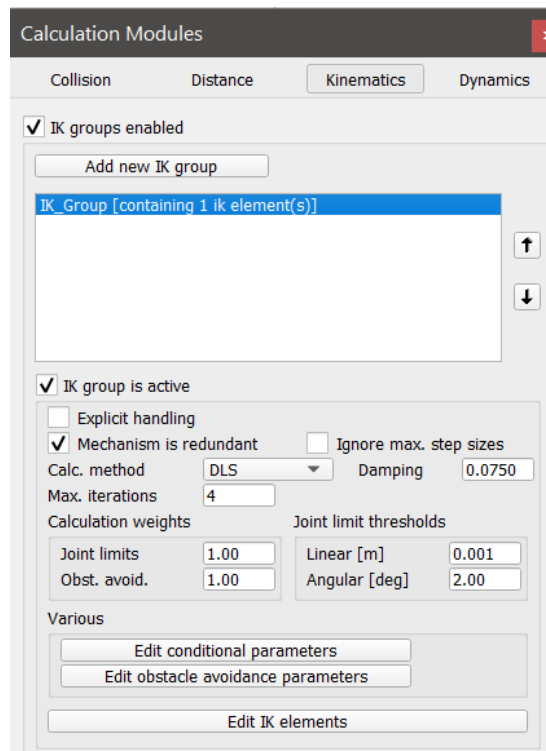 Calculation Modules
Collision Distance Kinematics Dynamics
IK groups enabled
Add new IK group
IK_Group [containing 1 ik element(s)]
IK group is active
Explicit handling
Mechanism is redundant Ignore max. step sizes
Calc. method DLS Damping 0.0750
Max. iterations 4
Calculation weights Joint limit thresholds
Joint limits 1.00 Linear [m] 0.001
Obst. avoid. 1.00 Angular [deg] 2.00
Various
Edit conditional parameters
Edit obstacle avoidance parameters
Edit IK elements